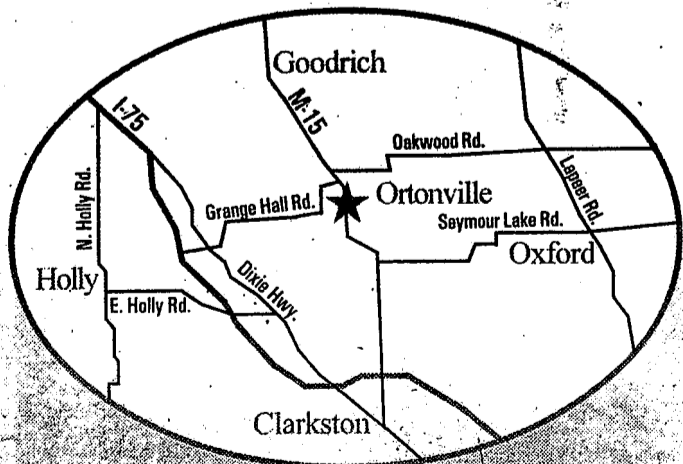 Goodrich
I-75
M-15
Oakwood Rd.
N. Holly Rd.
Grange Hall Rd.
Ortonville
Lapeer Rd.
Seymour Lake Rd.
Oxford
Holly
E. Holly Rd.
Dixie Hwy.
Clarkston